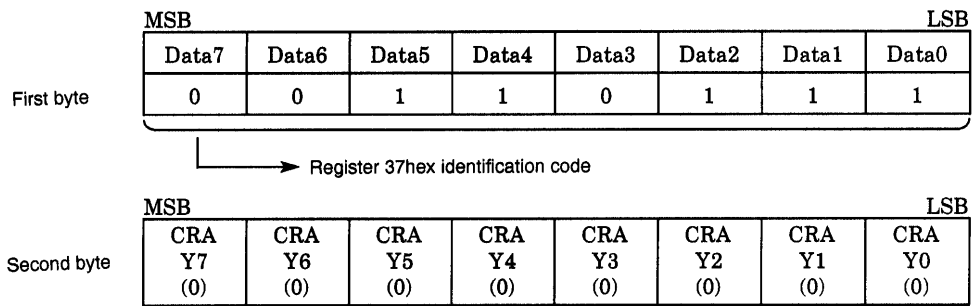 MSB LSB
Data7 Data6 Data5 Data4 Data3 Data2 Data1 Data0
First byte 0 0 1 1 0 1 1 1
Register 37hex identification code
MSB LSB
CRA CRA CRA CRA CRA CRA CRA CRA
Second byte Y7 Y6 Y5 Y4 Y3 Y2 Y1 Y0
(0) (0) (0) (0) (0) (0) (0) (0)